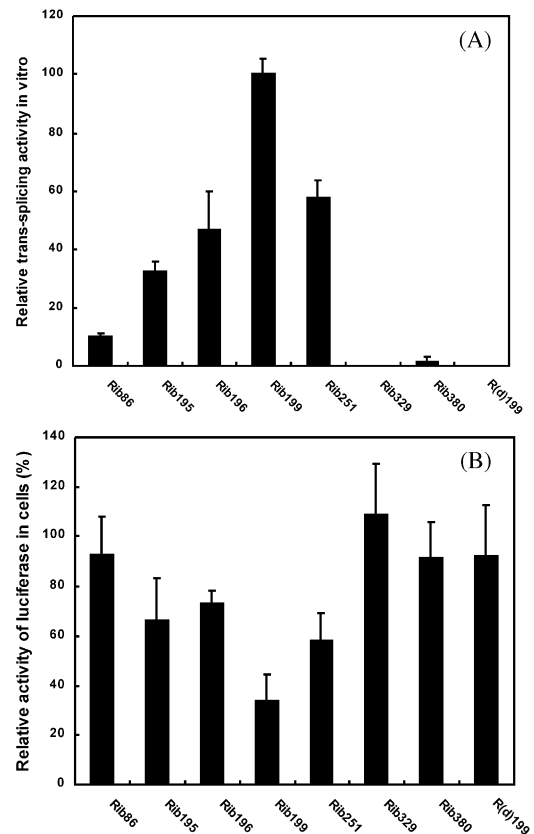 (A)
Relative trans-splicing activity in vitro
120
100
80
60
40
20
0
Rib86
Rib195
Rib196
Rib199
Rib251
Rib329
Rib380
R(d)199
(B)
Relative activity of luciferase in cells (%)
140
120
100
80
60
40
20
0
Rib86
Rib195
Rib196
Rib199
Rib251
Rib329
Rib380
R(d)199